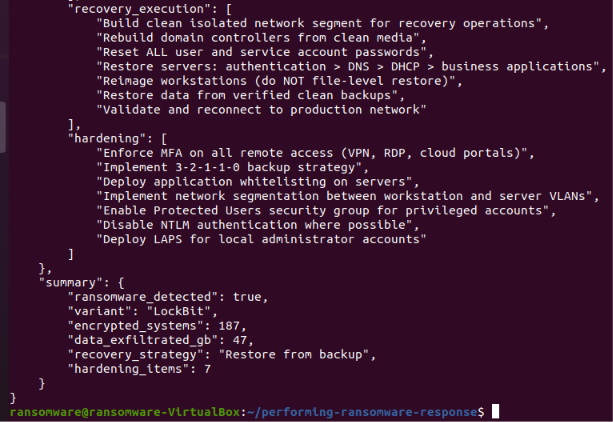 ],
"recovery_execution": [
"Build clean isolated network segment for recovery operations",
"Rebuild domain controllers from clean media",
"Reset ALL user and service account passwords",
"Restore servers: authentication > DNS > DHCP > business applications",
"Reimage workstations (do NOT file-level restore)",
"Restore data from verified clean backups",
"Validate and reconnect to production network"
],
"hardening": [
"Enforce MFA on all remote access (VPN, RDP, cloud portals)",
"Implement 3-2-1-1-0 backup strategy",
"Deploy application whitelisting on servers",
"Implement network segmentation between workstation and server VLANs",
"Enable Protected Users security group for privileged accounts",
"Disable NTLM authentication where possible",
"Deploy LAPS for local administrator accounts"
]
},
"summary": {
"ransomware_detected": true,
"variant": "LockBit",
"encrypted_systems": 187,
"data_exfiltrated_gb": 47,
"recovery_strategy": "Restore from backup",
"hardening_items": 7
}
}
ransomware@ransomware-VirtualBox:~/performing-ransomware-response$